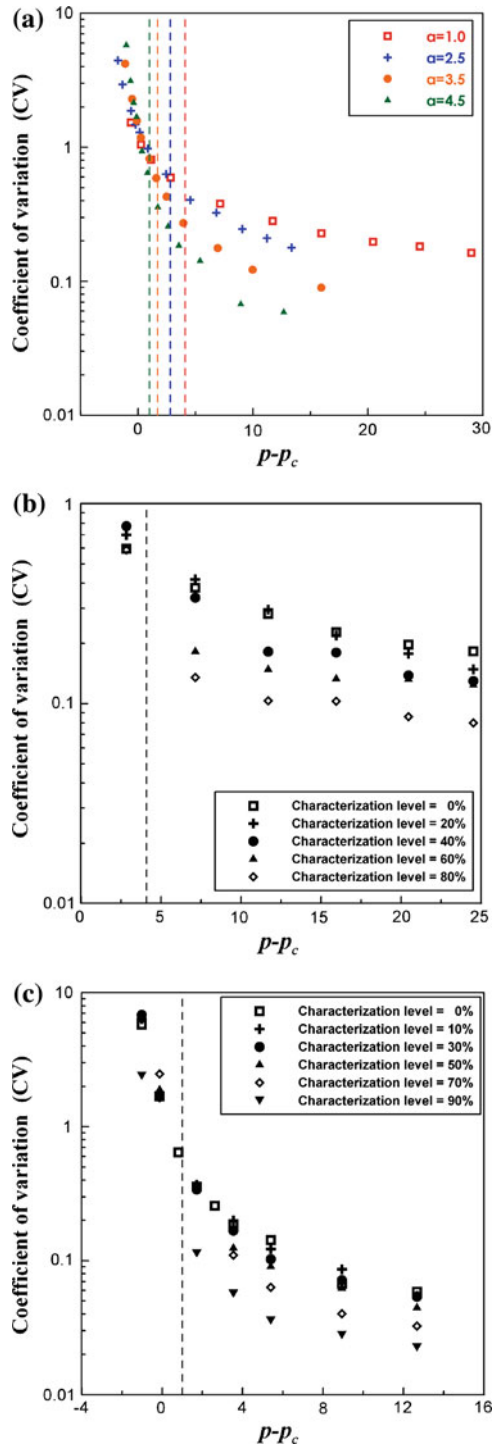 (a)
Coefficient of variation (CV)
10
1
0.1
0.01
a=1.0
a=2.5
a=3.5
a=4.5
0 10 20 30
p-pc
(b)
Coefficient of variation (CV)
1
0.1
0.01
Characterization level = 0%
Characterization level = 20%
Characterization level = 40%
Characterization level = 60%
Characterization level = 80%
0 5 10 15 20 25
p-pc
(c)
Coefficient of variation (CV)
10
1
0.1
0.01
Characterization level = 0%
Characterization level = 10%
Characterization level = 30%
Characterization level = 50%
Characterization level = 70%
Characterization level = 90%
-4 0 4 8 12 16
p-pc